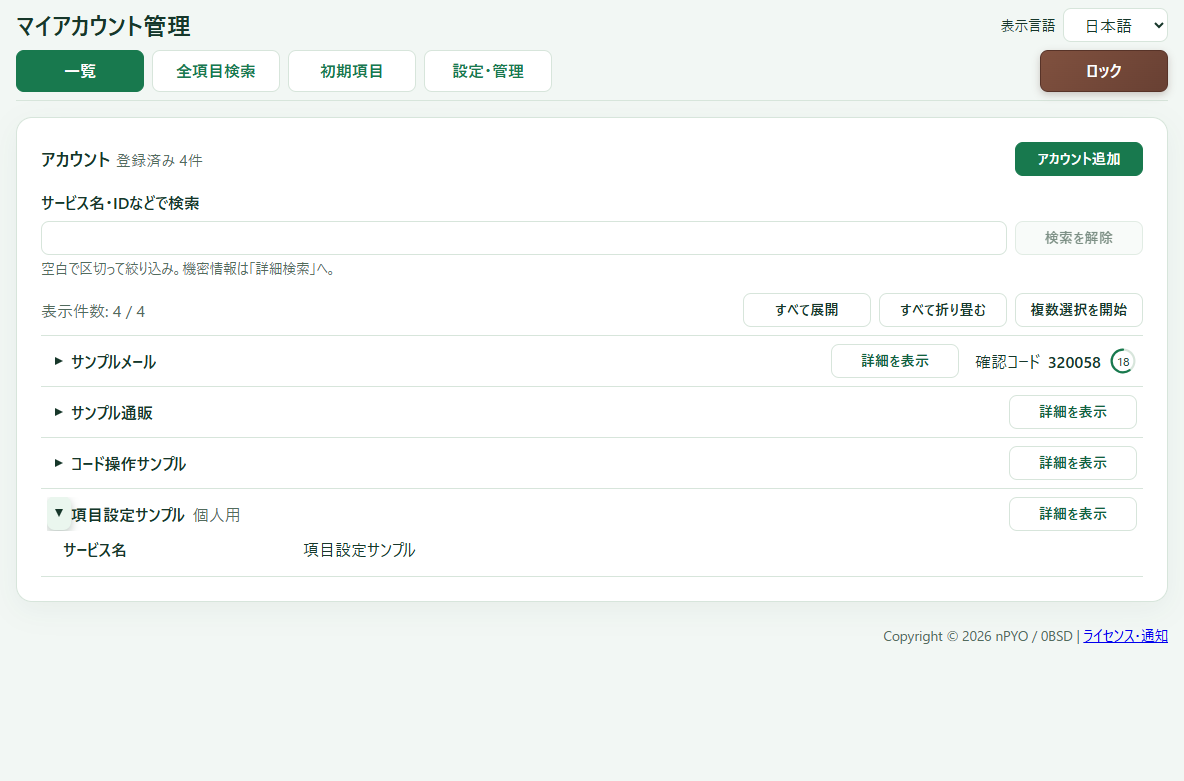 マイアカウント管理 表示言語 日本語
一覧 全項目検索 初期項目 設定・管理 ロック
アカウント 登録済み 4件 アカウント追加
サービス名・IDなどで検索
検索を解除
空白で区切って絞り込み。機密情報は「詳細検索」へ。
表示件数: 4 / 4 すべて展開 すべて折り畳む 複数選択を開始
▶ サンプルメール 詳細を表示 確認コード 320058 18
▶ サンプル通販 詳細を表示
▶ コード操作サンプル 詳細を表示
▼ 項目設定サンプル 個人用 詳細を表示
サービス名 項目設定サンプル
Copyright © 2026 nPYO / 0BSD | ライセンス・通知